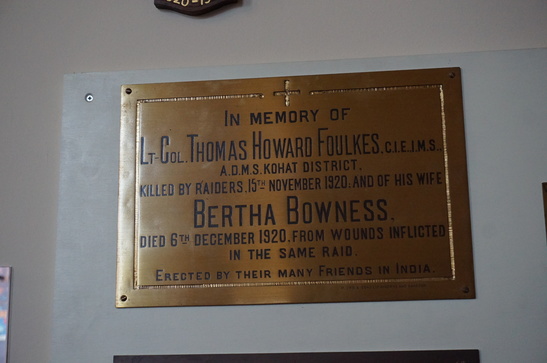 IN MEMORY OF
LT-COL. THOMAS HOWARD FOULKES. C.I.E., I.M.S.,
A.D.M.S. KOHAT DISTRICT.
KILLED BY RAIDERS, 15TH NOVEMBER 1920. AND OF HIS WIFE
BERTHA BOWNESS.
DIED 6TH DECEMBER 1920. FROM WOUNDS INFLICTED
IN THE SAME RAID.
ERECTED BY THEIR MANY FRIENDS IN INDIA.